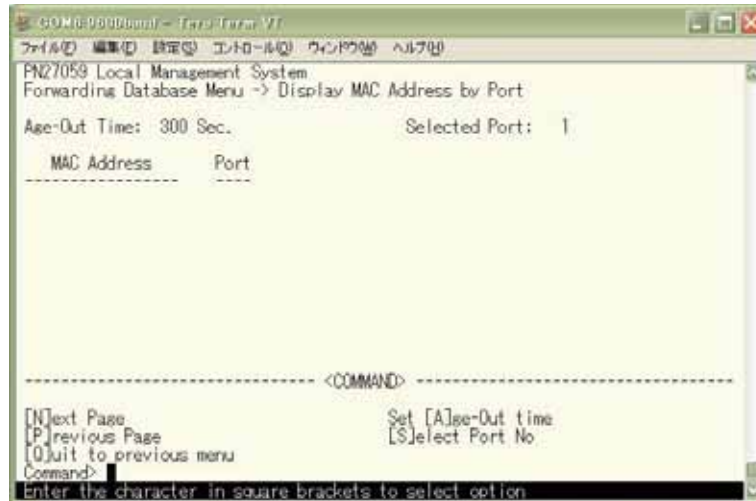 COM6:9600baud - Tera Term VT
ファイル(F) 編集(E) 設定(S) コントロール(O) ウィンドウ(W) ヘルプ(H)
PN27059 Local Management System
Forwarding Database Menu -> Display MAC Address by Port
Age-Out Time: 300 Sec. Selected Port: 1
MAC Address Port
----------------- ----
-------------------------------- <COMMAND> -----------------------------------
[N]ext Page Set [A]ge-Out time
[P]revious Page [S]elect Port No
[Q]uit to previous menu
Command>
Enter the character in square brackets to select option